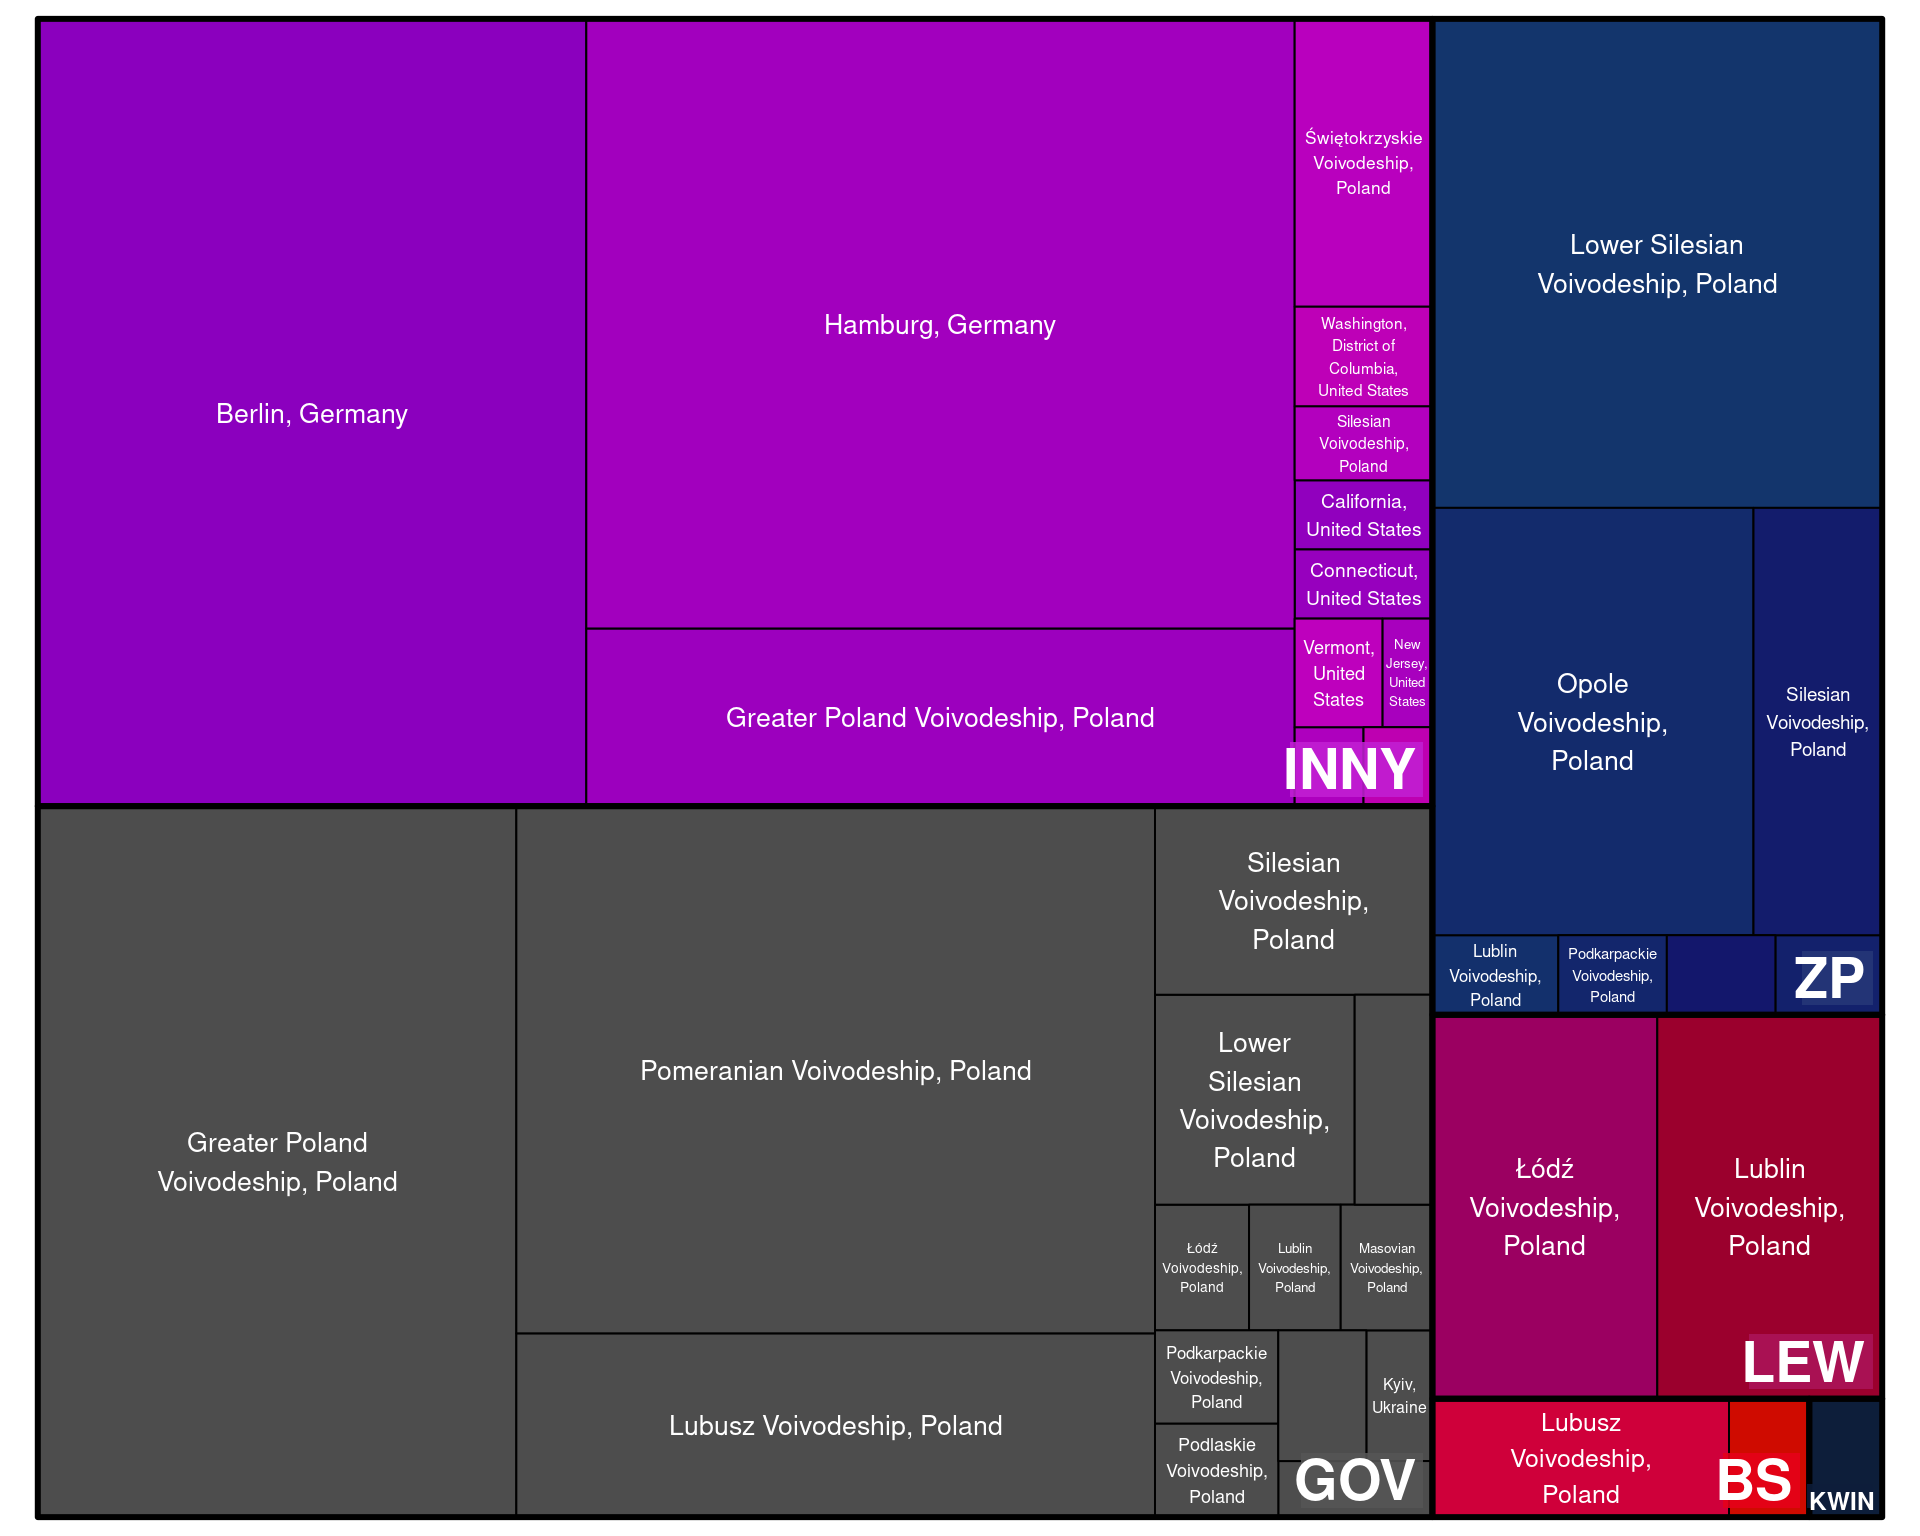 Berlin, Germany
Hamburg, Germany
Greater Poland Voivodeship, Poland
Świętokrzyskie
Voivodeship,
Poland
Washington,
District of
Columbia,
United States
Silesian
Voivodeship,
Poland
California,
United States
Connecticut,
United States
Vermont,
United
States
New
Jersey,
United
States
INNY
Greater Poland
Voivodeship, Poland
Pomeranian Voivodeship, Poland
Lubusz Voivodeship, Poland
Silesian
Voivodeship,
Poland
Lower
Silesian
Voivodeship,
Poland
Łódź
Voivodeship,
Poland
Lublin
Voivodeship,
Poland
Masovian
Voivodeship,
Poland
Podkarpackie
Voivodeship,
Poland
Podlaskie
Voivodeship,
Poland
Kyiv,
Ukraine
GOV
Lower Silesian
Voivodeship, Poland
Opole
Voivodeship,
Poland
Silesian
Voivodeship,
Poland
Lublin
Voivodeship,
Poland
Podkarpackie
Voivodeship,
Poland
ZP
Łódź
Voivodeship,
Poland
Lublin
Voivodeship,
Poland
LEW
Lubusz
Voivodeship,
Poland
BS
KWIN